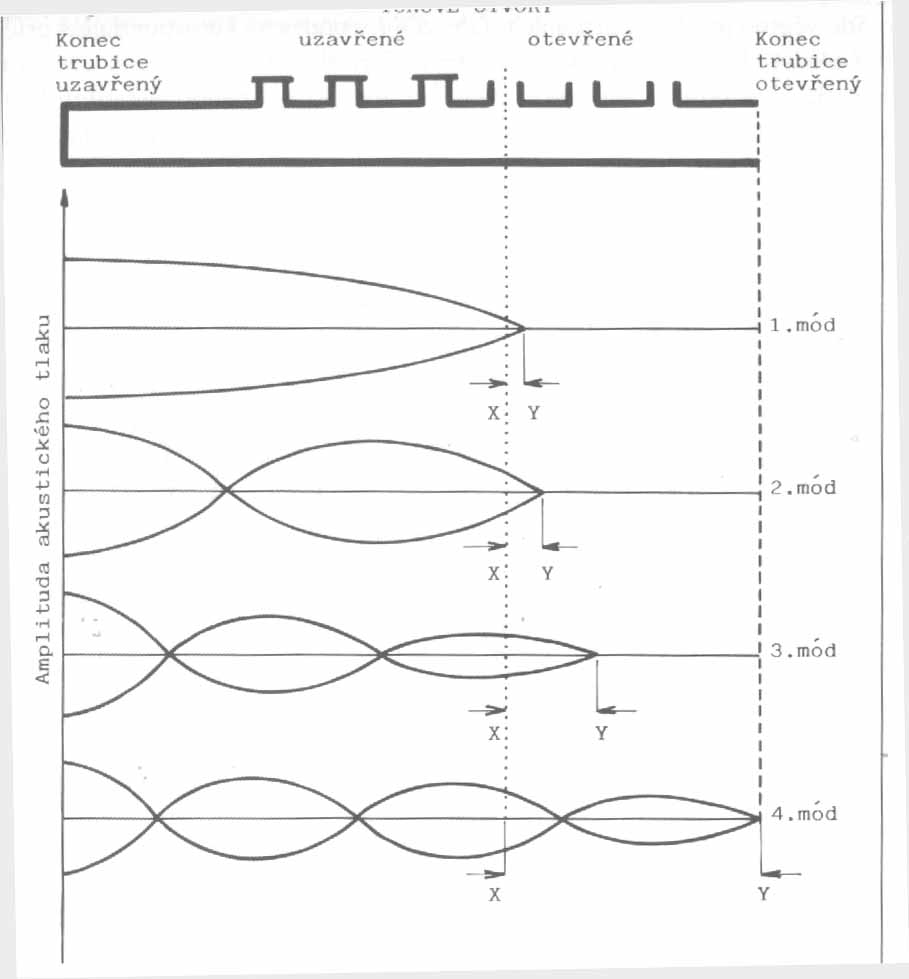 Konec
trubice
uzavřený
uzavřené
otevřené
Konec
trubice
otevřený
Amplituda akustického tlaku
1.mód
X Y
2.mód
X Y
3.mód
X Y
4.mód
X Y